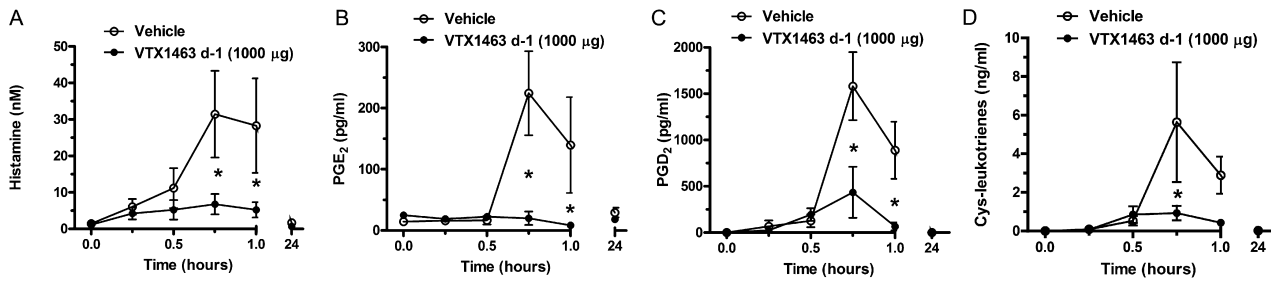 A
Vehicle
VTX1463 d-1 (1000 µg)
Histamine (nM)
50
40
30
20
10
0
0.0
0.5
1.0
24
Time (hours)
*
*
B
Vehicle
VTX1463 d-1 (1000 µg)
PGE2 (pg/ml)
300
200
100
0
0.0
0.5
1.0
24
Time (hours)
*
*
C
Vehicle
VTX1463 d-1 (1000 µg)
PGD2 (pg/ml)
2000
1500
1000
500
0
0.0
0.5
1.0
24
Time (hours)
*
*
D
Vehicle
VTX1463 d-1 (1000 µg)
Cys-leukotrienes (ng/ml)
10
8
6
4
2
0
0.0
0.5
1.0
24
Time (hours)
*